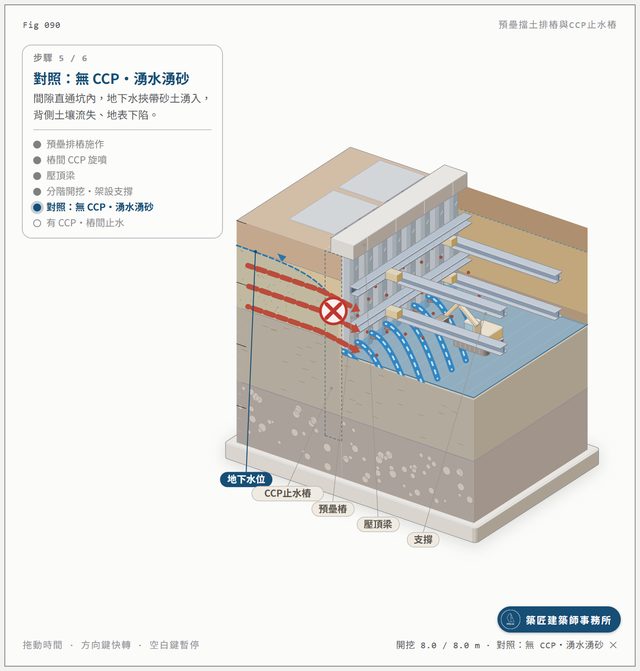 Fig 090
預壘擋土排樁與CCP止水樁
步驟 5 / 6
對照：無 CCP・湧水湧砂
間隙直通坑內，地下水挾帶砂土湧入，
背側土壤流失、地表下陷。
預壘排樁施作
樁間 CCP 旋噴
壓頂梁
分階開挖・架設支撐
對照：無 CCP・湧水湧砂
有 CCP・樁間止水
地下水位
CCP止水樁
預壘樁
壓頂梁
支撐
築匠建築師事務所
拖動時間 · 方向鍵快轉 · 空白鍵暫停
開挖 8.0 / 8.0 m · 對照：無 CCP・湧水湧砂 ✕